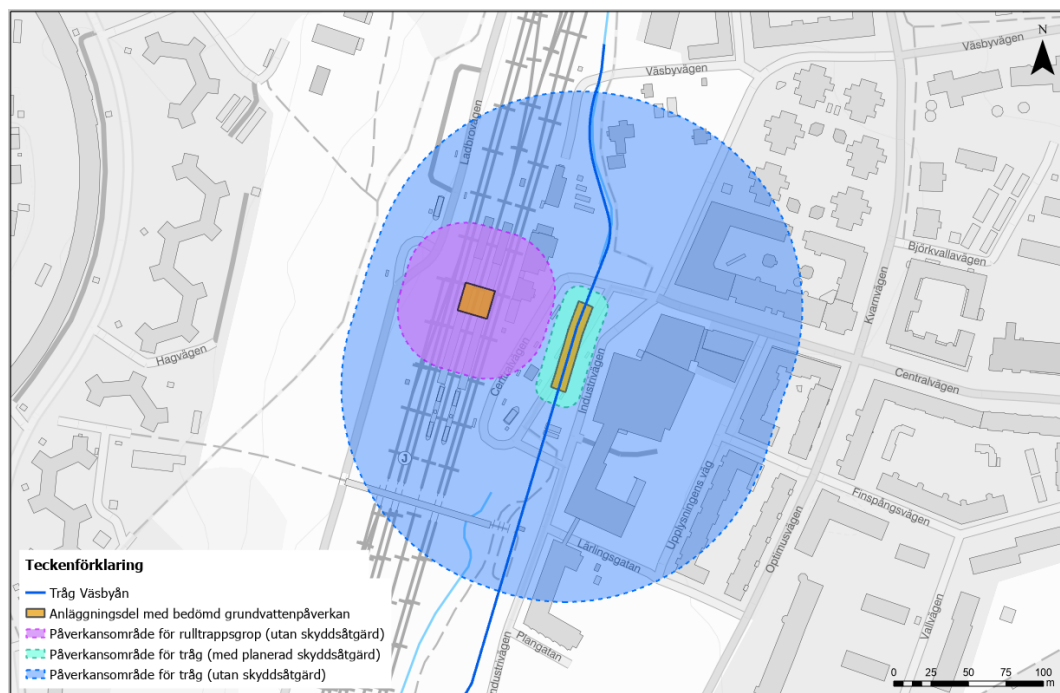 N
Väsbyvägen
Väsbyvägen
Ladbrovägen
Björkvallavägen
Kvarnvägen
Hagvägen
Centralvägen
Industrivägen
Centralvägen
J
Upplysningens väg
Finspångsvägen
Optimusvägen
Lärlingsgatan
Vallvägen
Plangatan
Industrivägen
Teckenförklaring
Tråg Väsbyån
Anläggningsdel med bedömd grundvattenpåverkan
Påverkansområde för rulltrappsgrop (utan skyddsåtgärd)
Påverkansområde för tråg (med planerad skyddsåtgärd)
Påverkansområde för tråg (utan skyddsåtgärd)
0 25 50 75 100
m